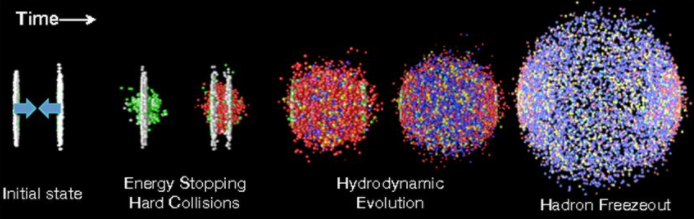 Time
Initial state
Energy Stopping
Hard Collisions
Hydrodynamic
Evolution
Hadron Freezeout